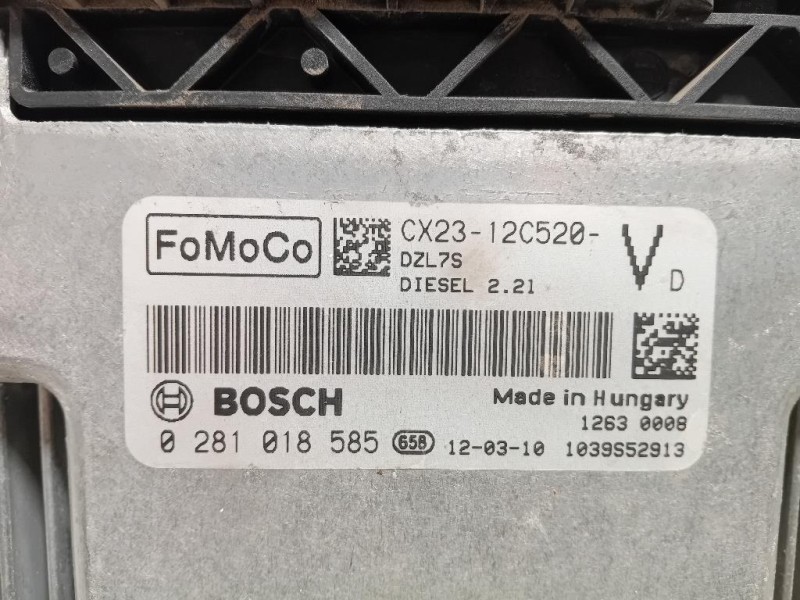 FoMoCo
CX23-12C520-
V D
DZL7S
DIESEL 2.2l
BOSCH
Made in Hungary
1263 0008
0 281 018 585 658 12-03-10 1039S52913